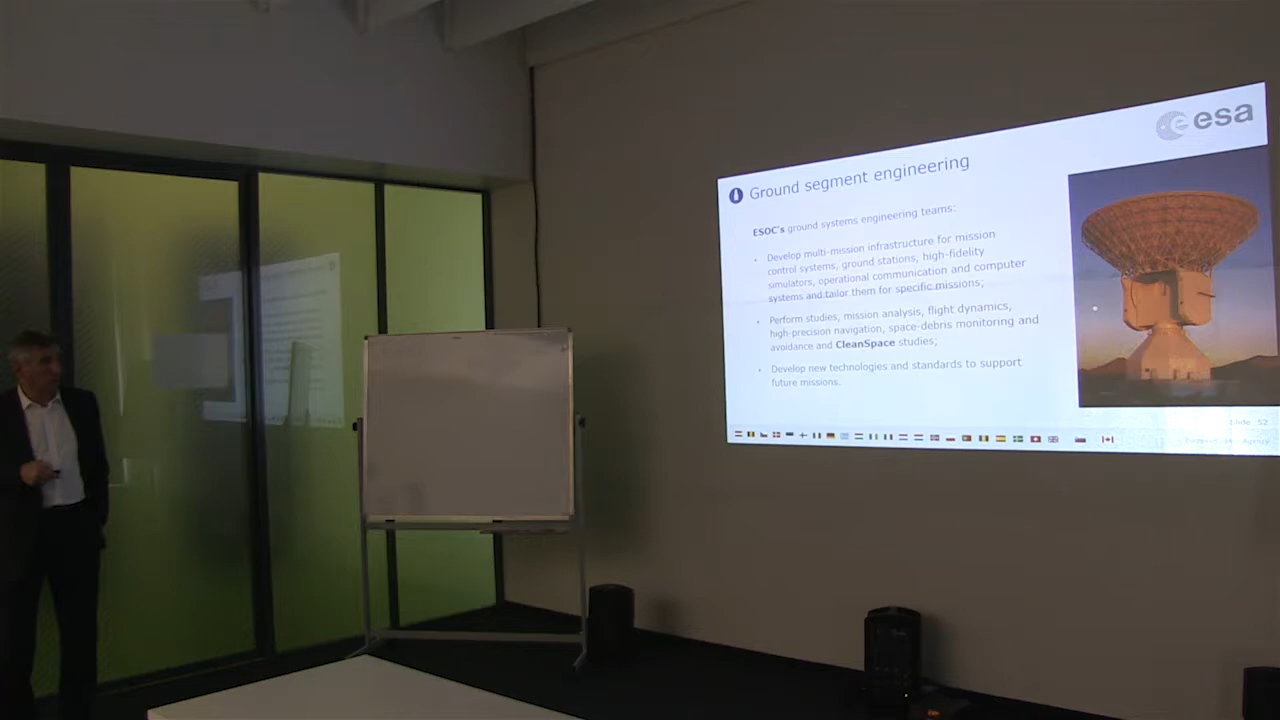 esa
Ground segment engineering
ESOC's ground systems engineering teams:
• Develop multi-mission infrastructure for mission
control systems, ground stations, high-fidelity
simulators, operational communication and computer
systems and tailor them for specific missions;
• Perform studies, mission analysis, flight dynamics,
high-precision navigation, space-debris monitoring and
avoidance and CleanSpace studies;
• Develop new technologies and standards to support
future missions.
Slide 52